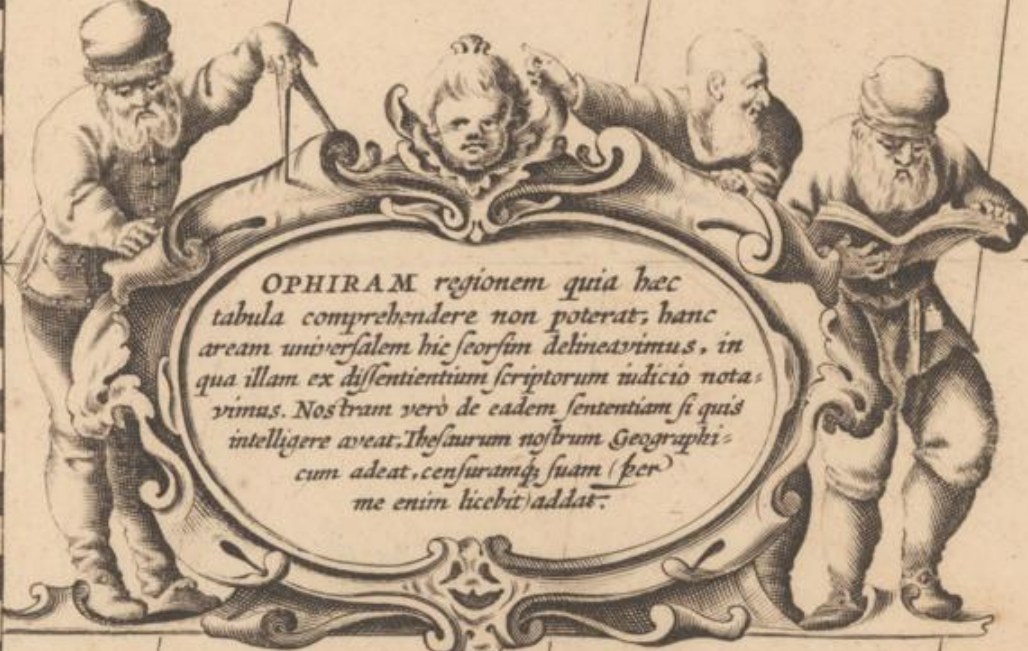 OPHIRAM regionem quia hæc
tabula comprehendere non poterat, hanc
aream universalem hic seorsim delineavimus, in
qua illam ex dissentientium scriptorum iudicio nota-
vimus. Nostram verò de eadem sententiam si quis
intelligere aveat, Thesaurum nostrum Geographi-
cum adeat, censuramq; suam (per
me enim licebit) addat.